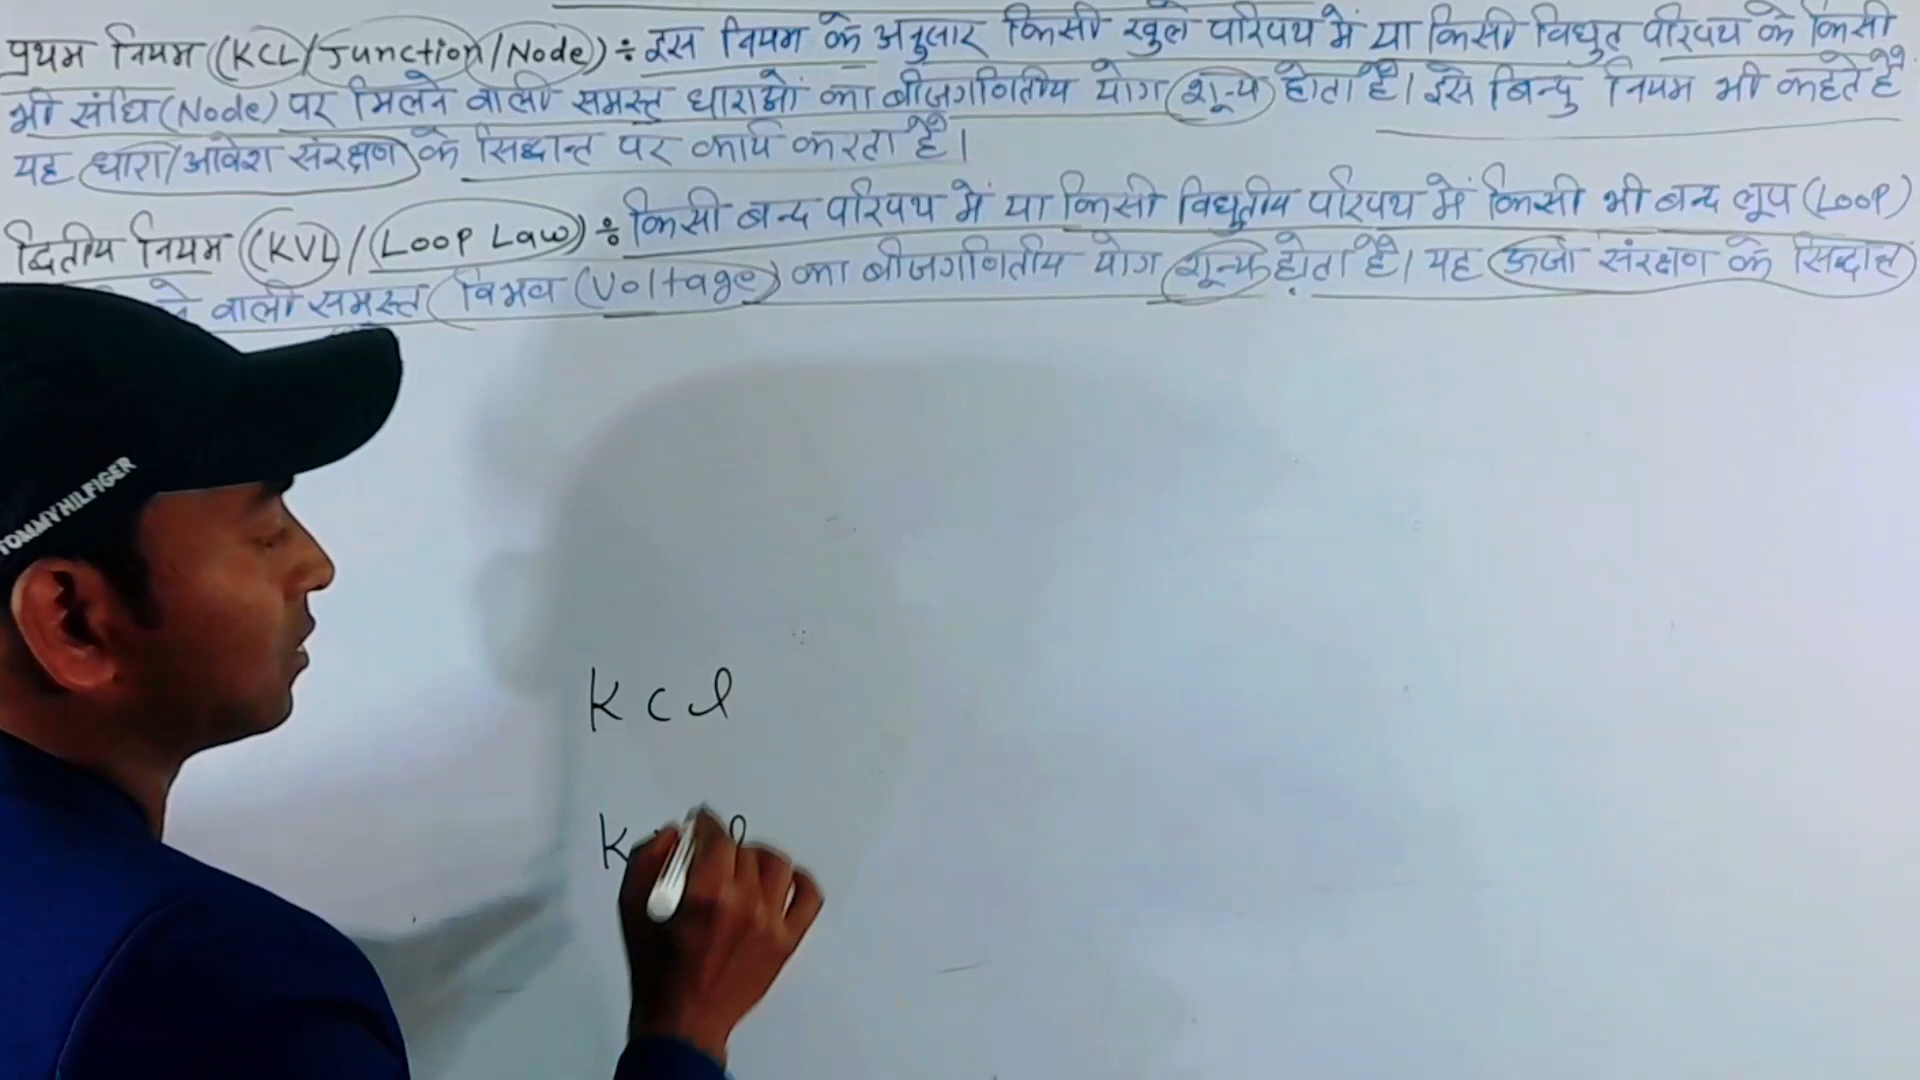 प्रथम नियम (KCL/Junction/Node) ÷ इस नियम के अनुसार किसी खुले परिपथ में या किसी विद्युत परिपथ के किसी
भी संधि (Node) पर मिलने वाली समस्त धाराओं का बीजगणितीय योग शून्य होता है। इसे बिन्दु नियम भी कहते है
यह धारा/आवेश संरक्षण के सिद्धान्त पर कार्य करता है।
द्वितीय नियम (KVL/(Loop Law) ÷ किसी बन्द परिपथ में या किसी विद्युतीय परिपथ में किसी भी बन्द लूप (Loop)
वाली समस्त विभव (Voltage) का बीजगणितीय योग शून्य होता है। यह ऊर्जा संरक्षण के सिद्धान्त
TOMMY HILFIGER
Kcl
K l